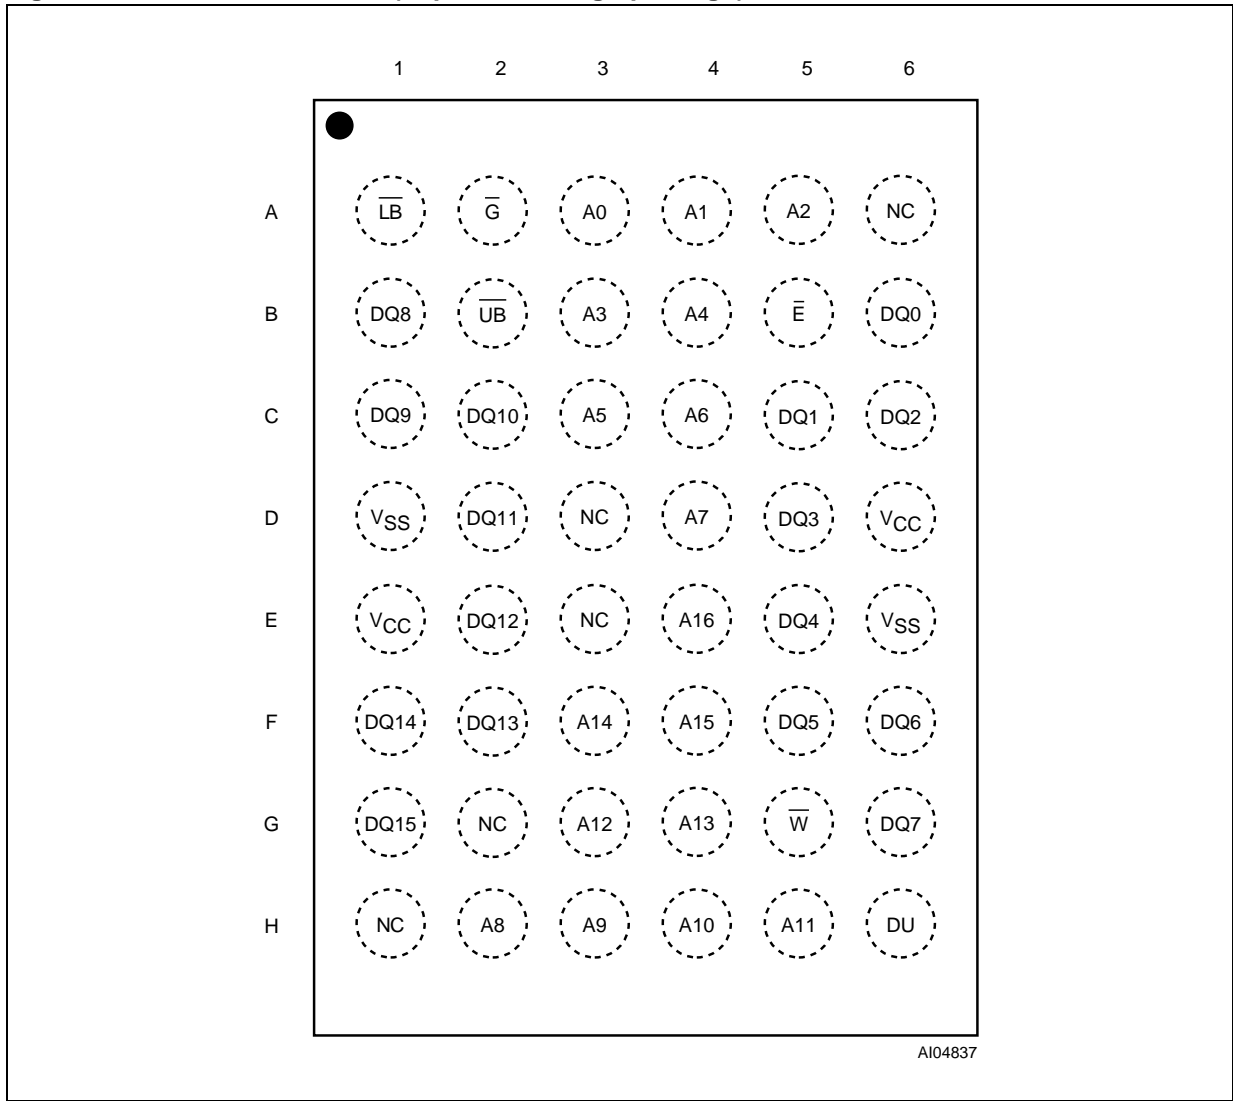 1 2 3 4 5 6
A L̅B̅ G̅ A0 A1 A2 NC
B DQ8 U̅B̅ A3 A4 E̅ DQ0
C DQ9 DQ10 A5 A6 DQ1 DQ2
D VSS DQ11 NC A7 DQ3 VCC
E VCC DQ12 NC A16 DQ4 VSS
F DQ14 DQ13 A14 A15 DQ5 DQ6
G DQ15 NC A12 A13 W̅ DQ7
H NC A8 A9 A10 A11 DU
AI04837